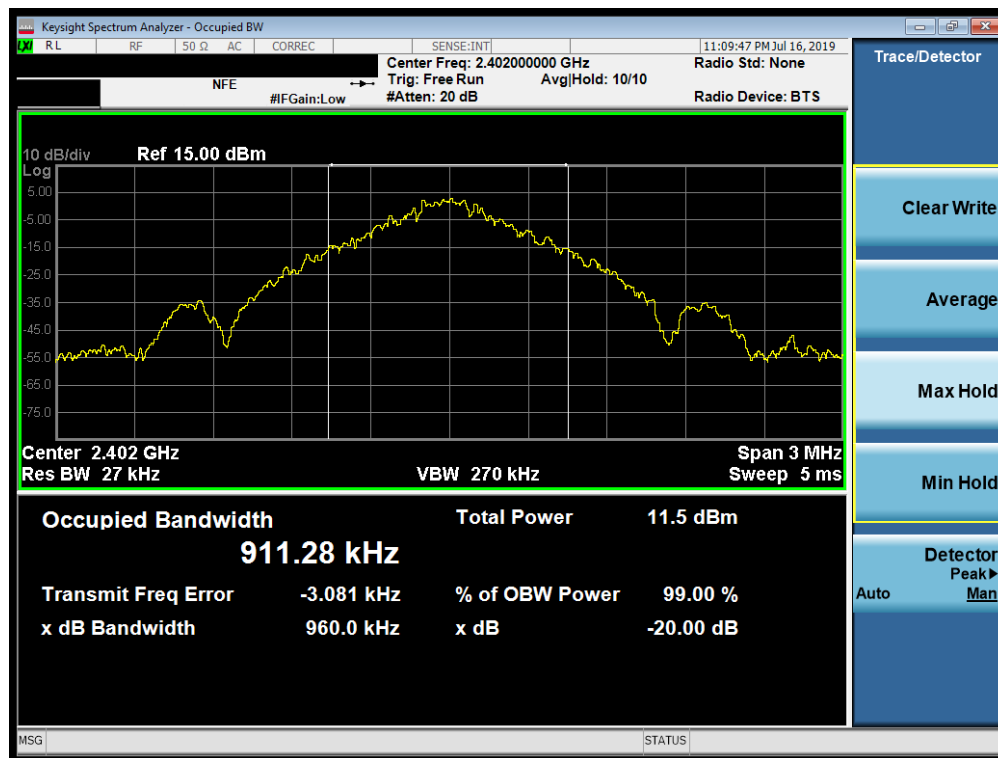 Keysight Spectrum Analyzer - Occupied BW
LXI RL RF 50 Ω AC CORREC SENSE:INT 11:09:47 PM Jul 16, 2019
Center Freq: 2.402000000 GHz Radio Std: None
NFE Trig: Free Run Avg|Hold: 10/10
#IFGain:Low #Atten: 20 dB Radio Device: BTS
10 dB/div Ref 15.00 dBm
Log
5.00
-5.00
-15.0
-25.0
-35.0
-45.0
-55.0
-65.0
-75.0
Center 2.402 GHz Span 3 MHz
Res BW 27 kHz VBW 270 kHz Sweep 5 ms
Occupied Bandwidth Total Power 11.5 dBm
911.28 kHz
Transmit Freq Error -3.081 kHz % of OBW Power 99.00 %
x dB Bandwidth 960.0 kHz x dB -20.00 dB
MSG STATUS
Trace/Detector
Clear Write
Average
Max Hold
Min Hold
Detector
Peak▶
Auto Man